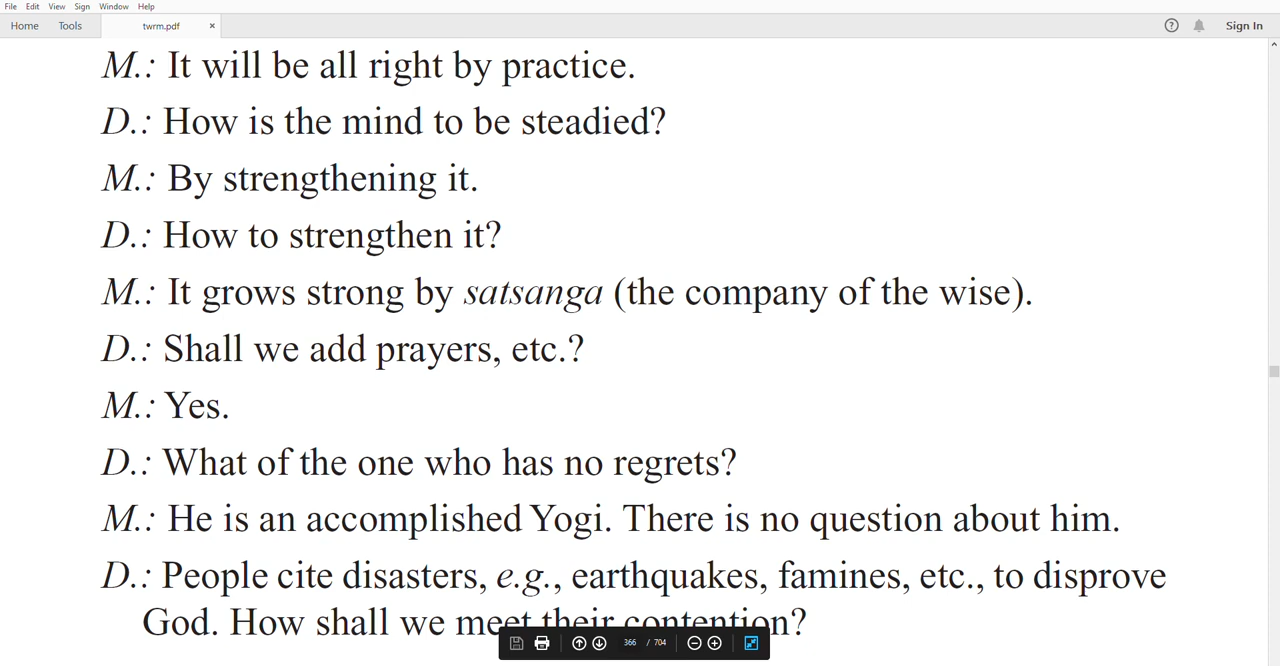 File Edit View Sign Window Help
Home Tools twrm.pdf × ? Sign In
M.: It will be all right by practice.
D.: How is the mind to be steadied?
M.: By strengthening it.
D.: How to strengthen it?
M.: It grows strong by satsanga (the company of the wise).
D.: Shall we add prayers, etc.?
M.: Yes.
D.: What of the one who has no regrets?
M.: He is an accomplished Yogi. There is no question about him.
D.: People cite disasters, e.g., earthquakes, famines, etc., to disprove
God. How shall we meet their contention?
366 / 704